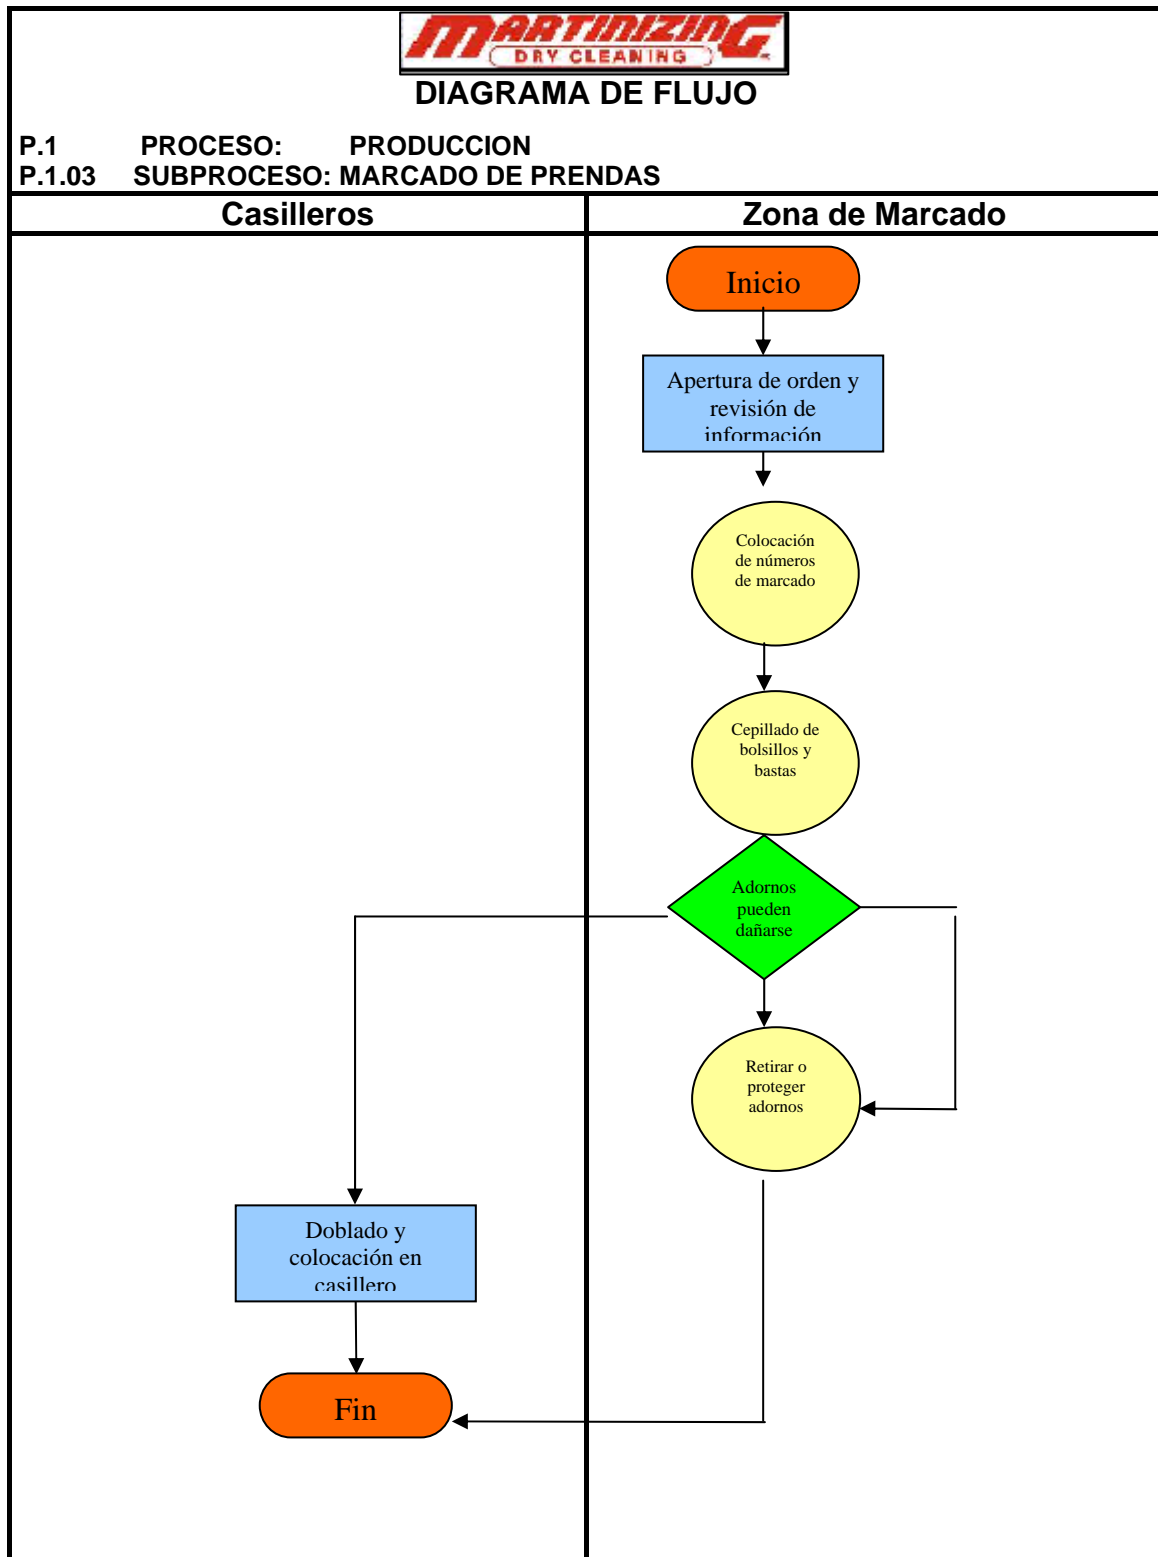 MARTINIZING
DRY CLEANING
DIAGRAMA DE FLUJO
P.1 PROCESO: PRODUCCION
P.1.03 SUBPROCESO: MARCADO DE PRENDAS
Casilleros
Zona de Marcado
Inicio
Apertura de orden y
revisión de
información
Colocación
de números
de marcado
Cepillado de
bolsillos y
bastas
Adornos
pueden
dañarse
Retirar o
proteger
adornos
Doblado y
colocación en
casillero
Fin